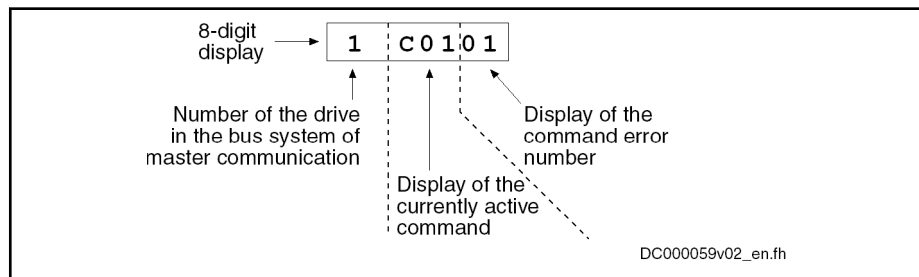 8-digit
display
1 C0101
Number of the drive
in the bus system of
master communication
Display of the
command error
number
Display of the
currently active
command
DC000059v02_en.fh